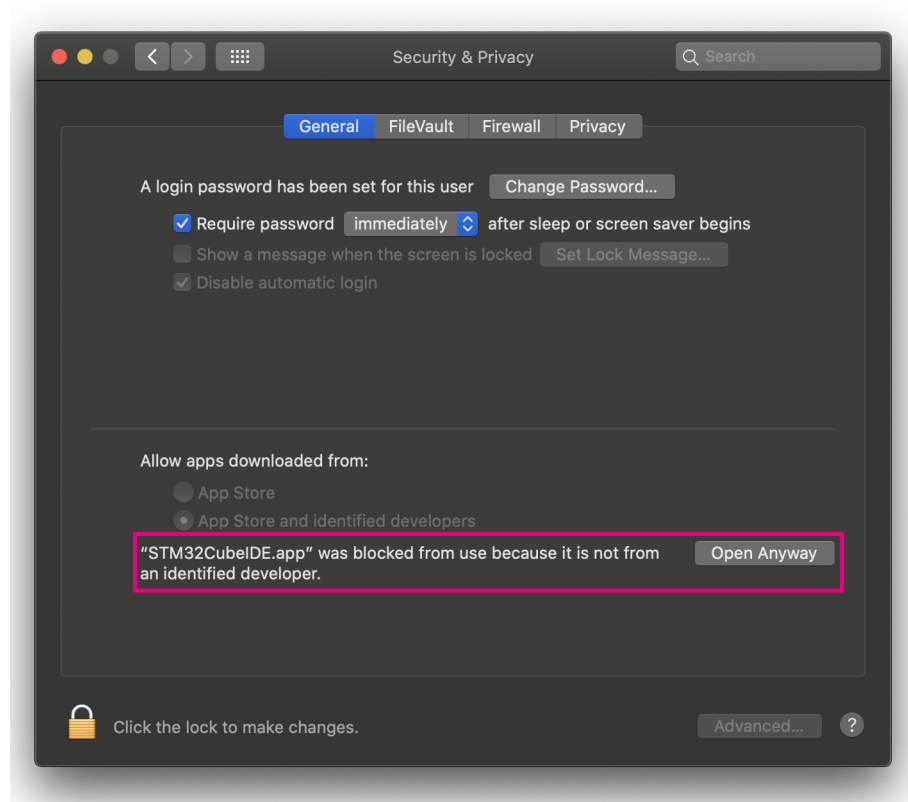 Security & Privacy
Search
General FileVault Firewall Privacy
A login password has been set for this user Change Password...
Require password immediately after sleep or screen saver begins
Show a message when the screen is locked Set Lock Message...
Disable automatic login
Allow apps downloaded from:
App Store
App Store and identified developers
“STM32CubeIDE.app” was blocked from use because it is not from Open Anyway
an identified developer.
Click the lock to make changes. Advanced... ?